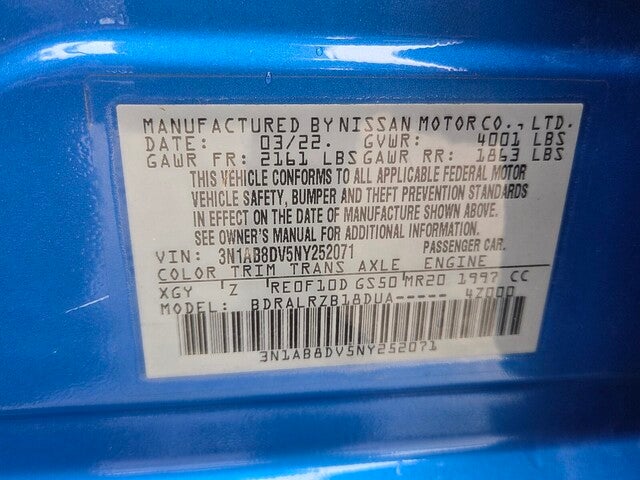 MANUFACTURED BY NISSAN MOTOR CO., LTD.
DATE: 03/22. GVWR: 4001 LBS
GAWR FR: 2161 LBS GAWR RR: 1863 LBS
THIS VEHICLE CONFORMS TO ALL APPLICABLE FEDERAL MOTOR
VEHICLE SAFETY, BUMPER AND THEFT PREVENTION STANDARDS
IN EFFECT ON THE DATE OF MANUFACTURE SHOWN ABOVE.
SEE OWNER'S MANUAL FOR ADDITIONAL INFORMATION.
VIN: 3N1AB8DV5NY252071 PASSENGER CAR.
COLOR TRIM TRANS AXLE ENGINE
XGY Z RE0F10D GS50 MR20 1997 CC
MODEL: BDRALRZB18DUA----- 4Z000
3N1AB8DV5NY252071